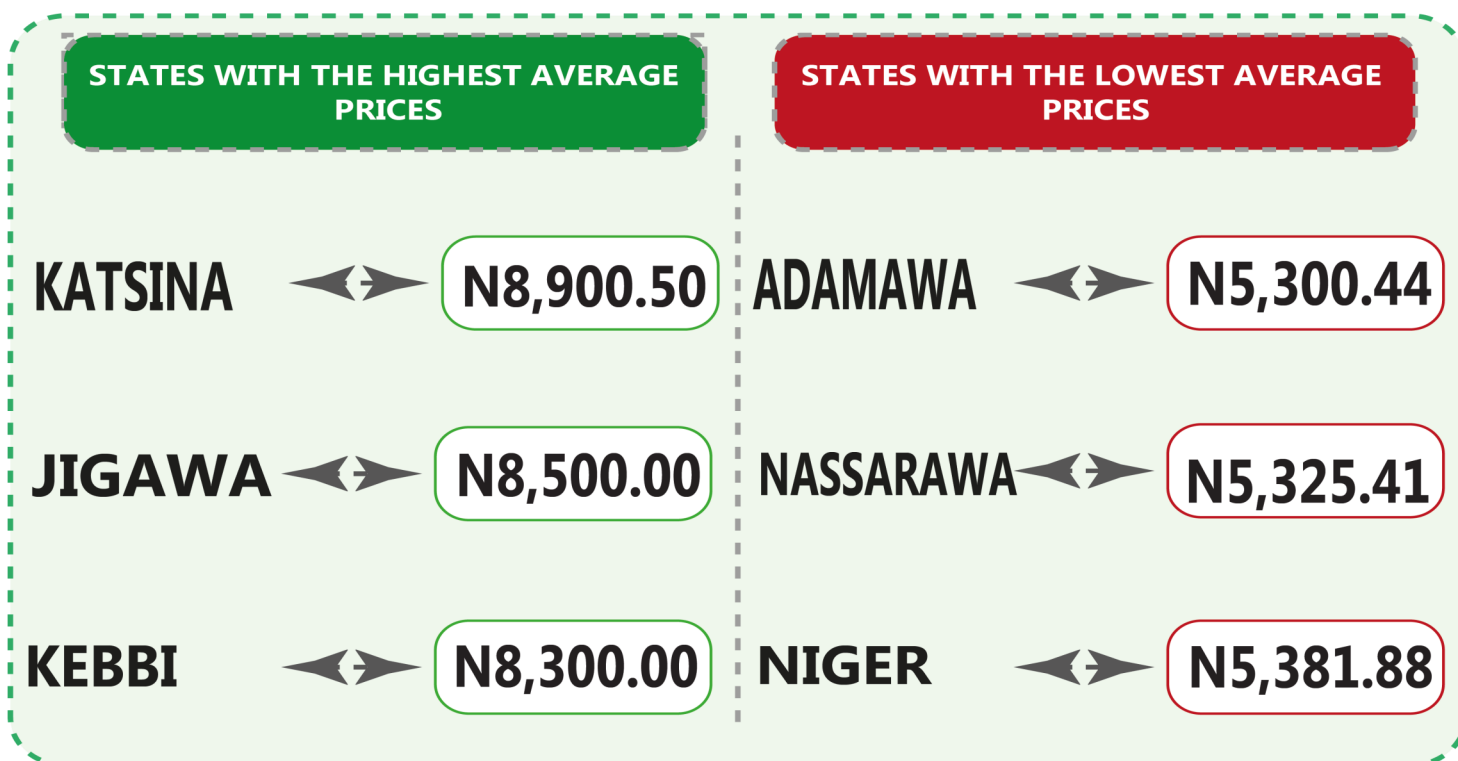 STATES WITH THE HIGHEST AVERAGE
PRICES
KATSINA N8,900.50
JIGAWA N8,500.00
KEBBI N8,300.00
STATES WITH THE LOWEST AVERAGE
PRICES
ADAMAWA N5,300.44
NASSARAWA N5,325.41
NIGER N5,381.88